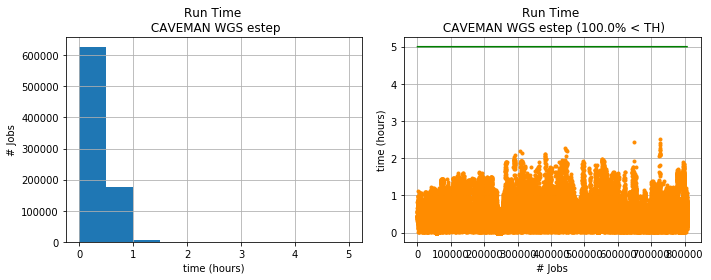 Run Time
CAVEMAN WGS estep
600000
500000
400000
300000
200000
100000
0
# Jobs
0 1 2 3 4 5
time (hours)
Run Time
CAVEMAN WGS estep (100.0% < TH)
5
4
3
2
1
0
time (hours)
0 100000 200000 300000 400000 500000 600000 700000 800000
# Jobs